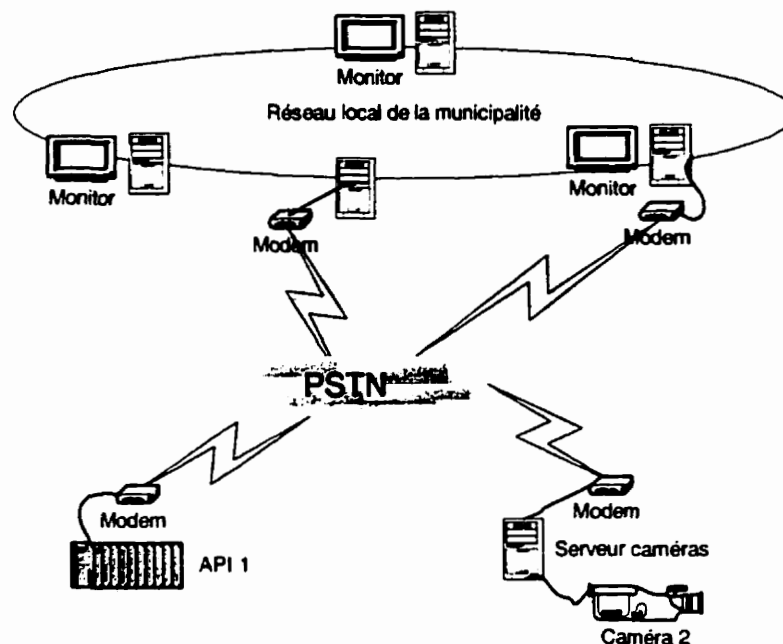 Monitor
Réseau local de la municipalité
Monitor
Monitor
Modem
Modem
PSTN
Modem
Modem
API 1
Serveur caméras
Caméra 2